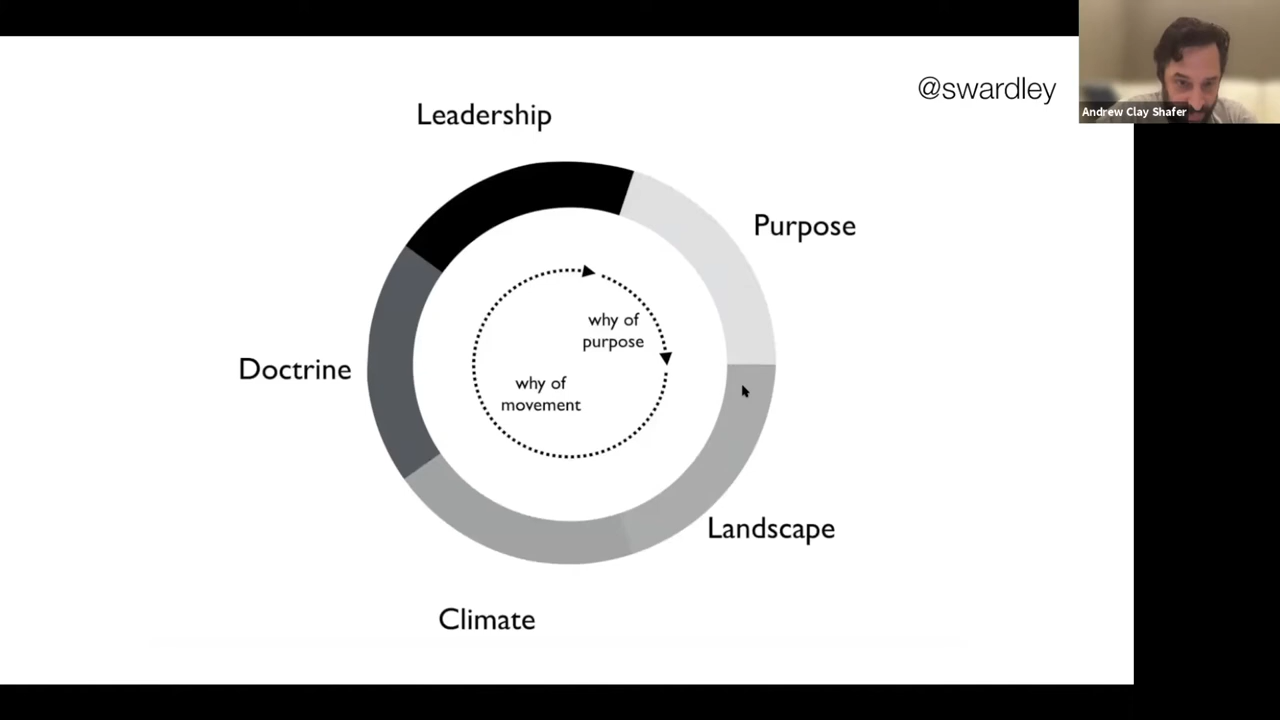 @swardley
Andrew Clay Shafer
Leadership
Purpose
why of
purpose
Doctrine
why of
movement
Landscape
Climate